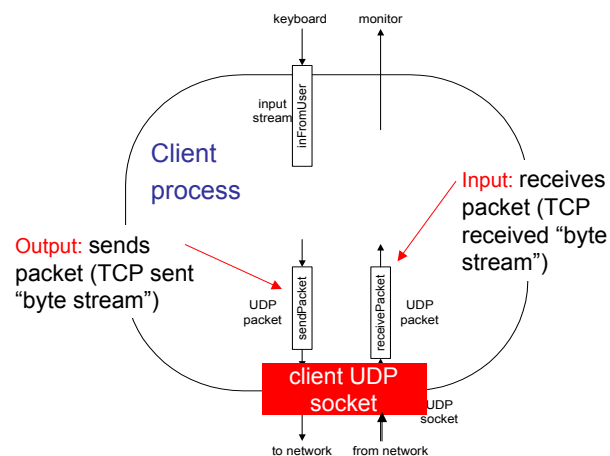 keyboard
monitor
input
stream
inFromUser
Client
process
Input: receives
packet (TCP
received “byte
stream”)
Output: sends
packet (TCP sent
“byte stream”)
UDP
packet
sendPacket
receivePacket
UDP
packet
client UDP
socket
UDP
socket
to network
from network